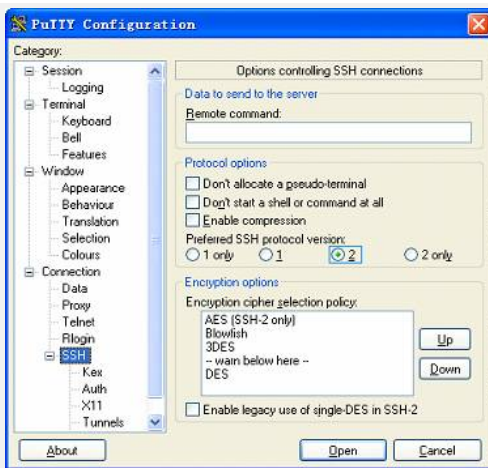 PuTTY Configuration
Category:
Session
Logging
Terminal
Keyboard
Bell
Features
Window
Appearance
Behaviour
Translation
Selection
Colours
Connection
Data
Proxy
Telnet
Rlogin
SSH
Kex
Auth
X11
Tunnels
Options controlling SSH connections
Data to send to the server
Remote command:
Protocol options
Don't allocate a pseudo-terminal
Don't start a shell or command at all
Enable compression
Preferred SSH protocol version:
1 only 1 2 2 only
Encryption options
Encryption cipher selection policy:
AES (SSH-2 only)
Blowfish
3DES
-- warn below here --
DES
Up
Down
Enable legacy use of single-DES in SSH-2
About Open Cancel